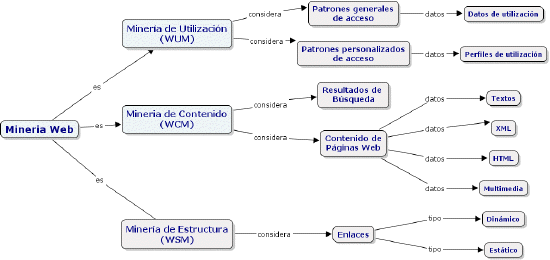 Mineria Web
es
es
es
Mineria de Utilización
(WUM)
considera
considera
Patrones generales
de acceso
datos
Datos de utilización
Patrones personalizados
de acceso
datos
Perfiles de utilización
Mineria de Contenido
(WCM)
considera
considera
Resultados de
Búsqueda
Contenido de
Páginas Web
datos
Textos
datos
XML
datos
HTML
datos
Multimedia
Mineria de Estructura
(WSM)
considera
Enlaces
tipo
Dinámico
tipo
Estático